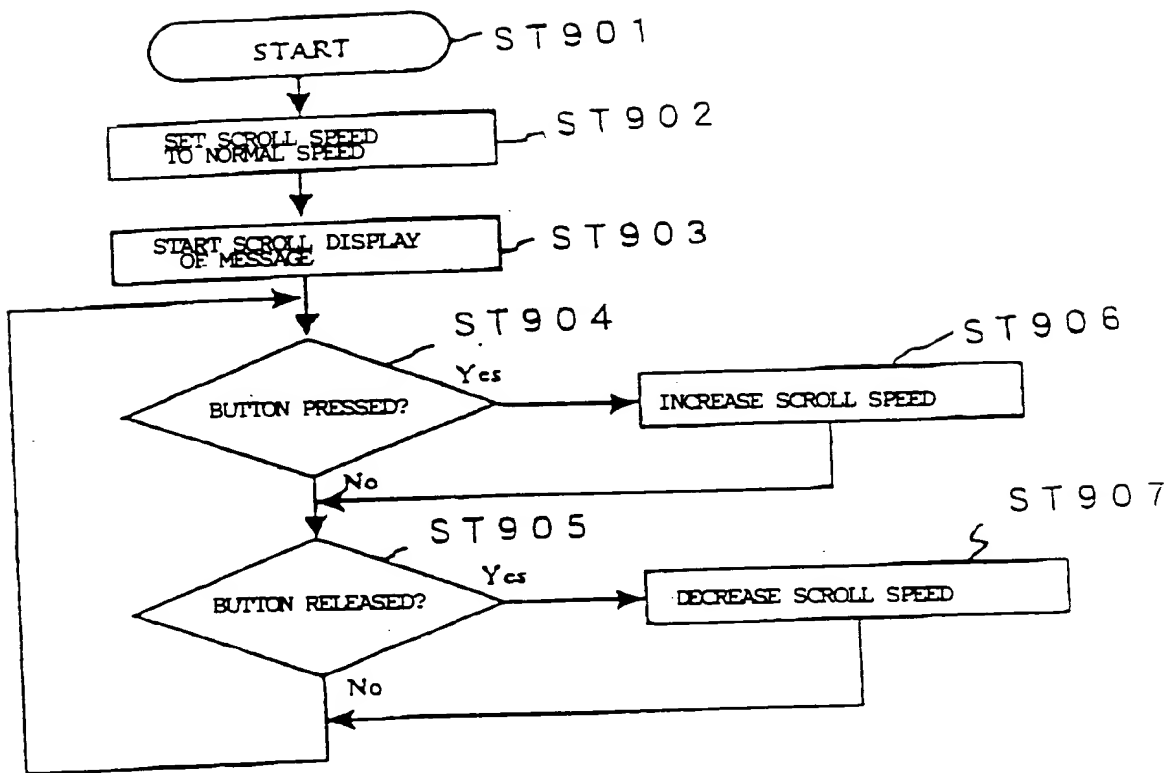 START
ST901
SET SCROLL SPEED
TO NORMAL SPEED
ST902
START SCROLL DISPLAY
OF MESSAGE
ST903
ST904
BUTTON PRESSED?
Yes
ST906
INCREASE SCROLL SPEED
No
ST905
BUTTON RELEASED?
Yes
ST907
DECREASE SCROLL SPEED
No